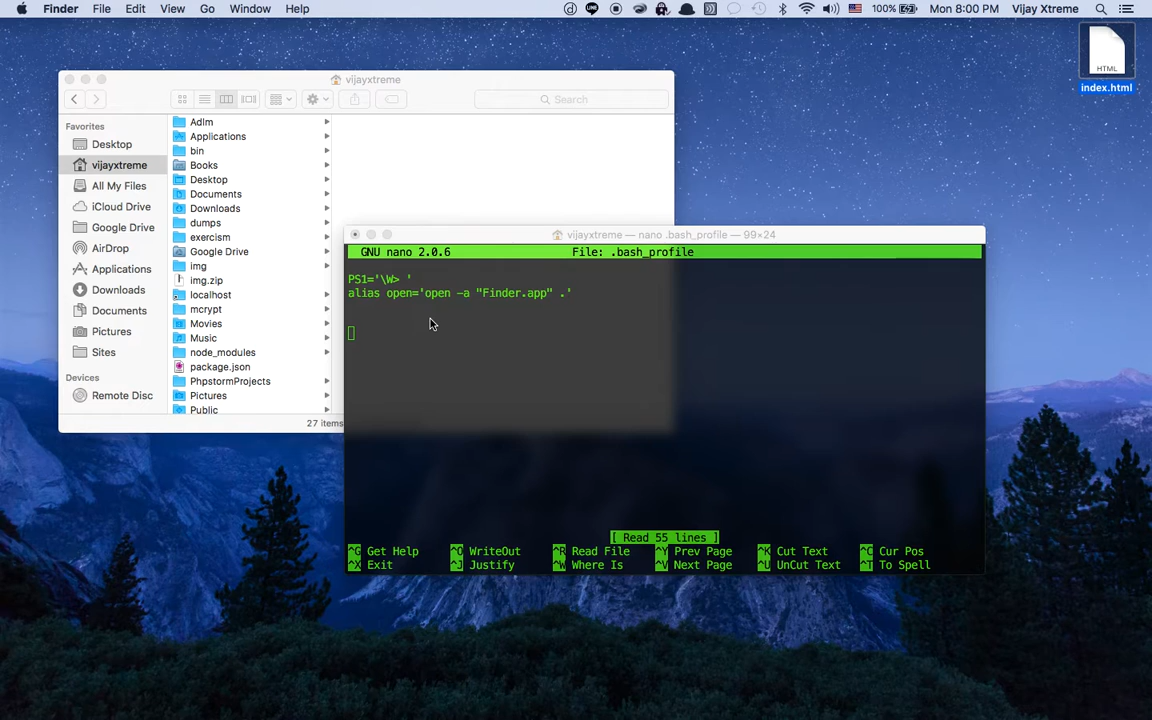 Finder File Edit View Go Window Help 100% Mon 8:00 PM Vijay Xtreme
HTML
index.html
vijayxtreme
Search
Favorites
Desktop
vijayxtreme
All My Files
iCloud Drive
Google Drive
AirDrop
Applications
Downloads
Documents
Pictures
Sites
Devices
Remote Disc
Adlm
Applications
bin
Books
Desktop
Documents
Downloads
dumps
exercism
Google Drive
img
img.zip
localhost
mcrypt
Movies
Music
node_modules
package.json
PhpstormProjects
Pictures
Public
27 items
vijayxtreme — nano .bash_profile — 99×24
GNU nano 2.0.6 File: .bash_profile
PS1='\W> '
alias open='open -a "Finder.app" .'
[ Read 55 lines ]
^G Get Help ^O WriteOut ^R Read File ^Y Prev Page ^K Cut Text ^C Cur Pos
^X Exit ^J Justify ^W Where Is ^V Next Page ^U UnCut Text ^T To Spell